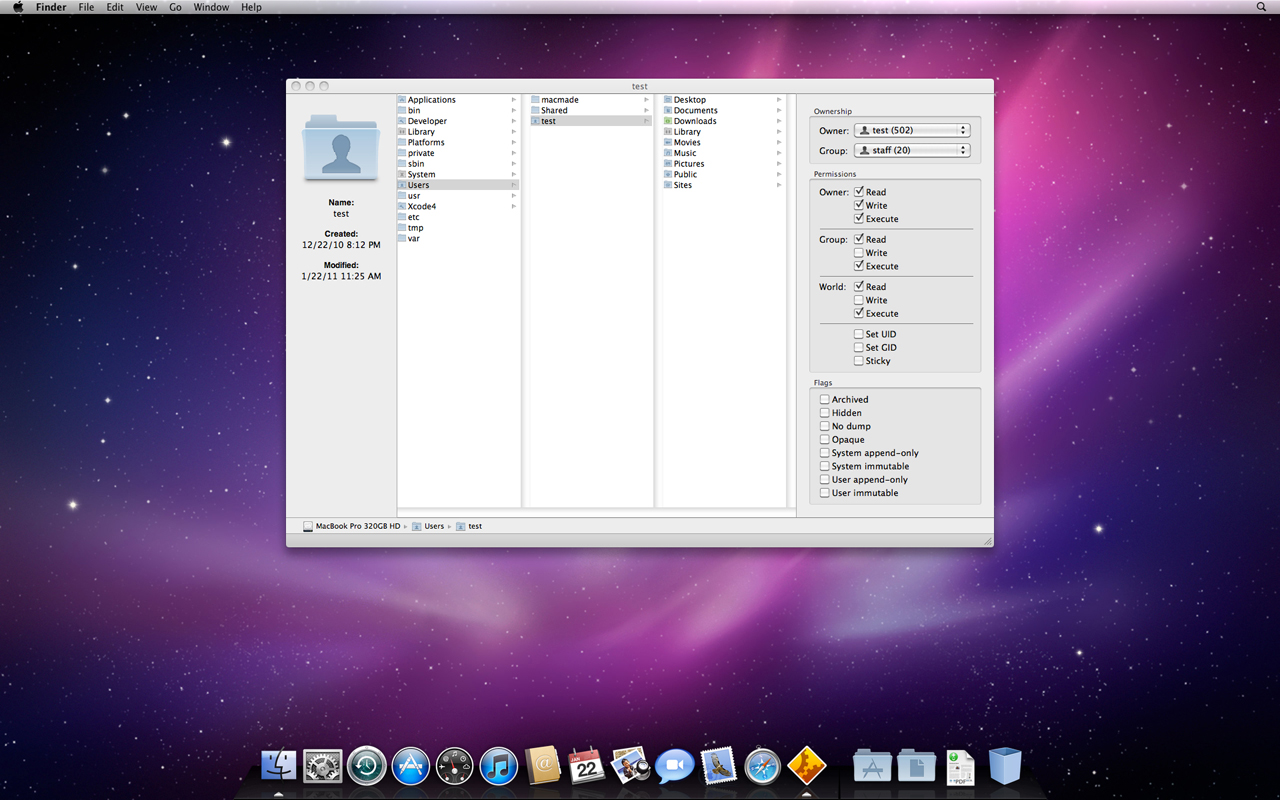 Finder File Edit View Go Window Help
test
Name:
test
Created:
12/22/10 8:12 PM
Modified:
1/22/11 11:25 AM
Applications
bin
Developer
Library
Platforms
private
sbin
System
Users
usr
Xcode4
etc
tmp
var
macmade
Shared
test
Desktop
Documents
Downloads
Library
Movies
Music
Pictures
Public
Sites
Ownership
Owner: test (502)
Group: staff (20)
Permissions
Owner: Read
Write
Execute
Group: Read
Write
Execute
World: Read
Write
Execute
Set UID
Set GID
Sticky
Flags
Archived
Hidden
No dump
Opaque
System append-only
System immutable
User append-only
User immutable
MacBook Pro 320GB HD Users test
22
PDF